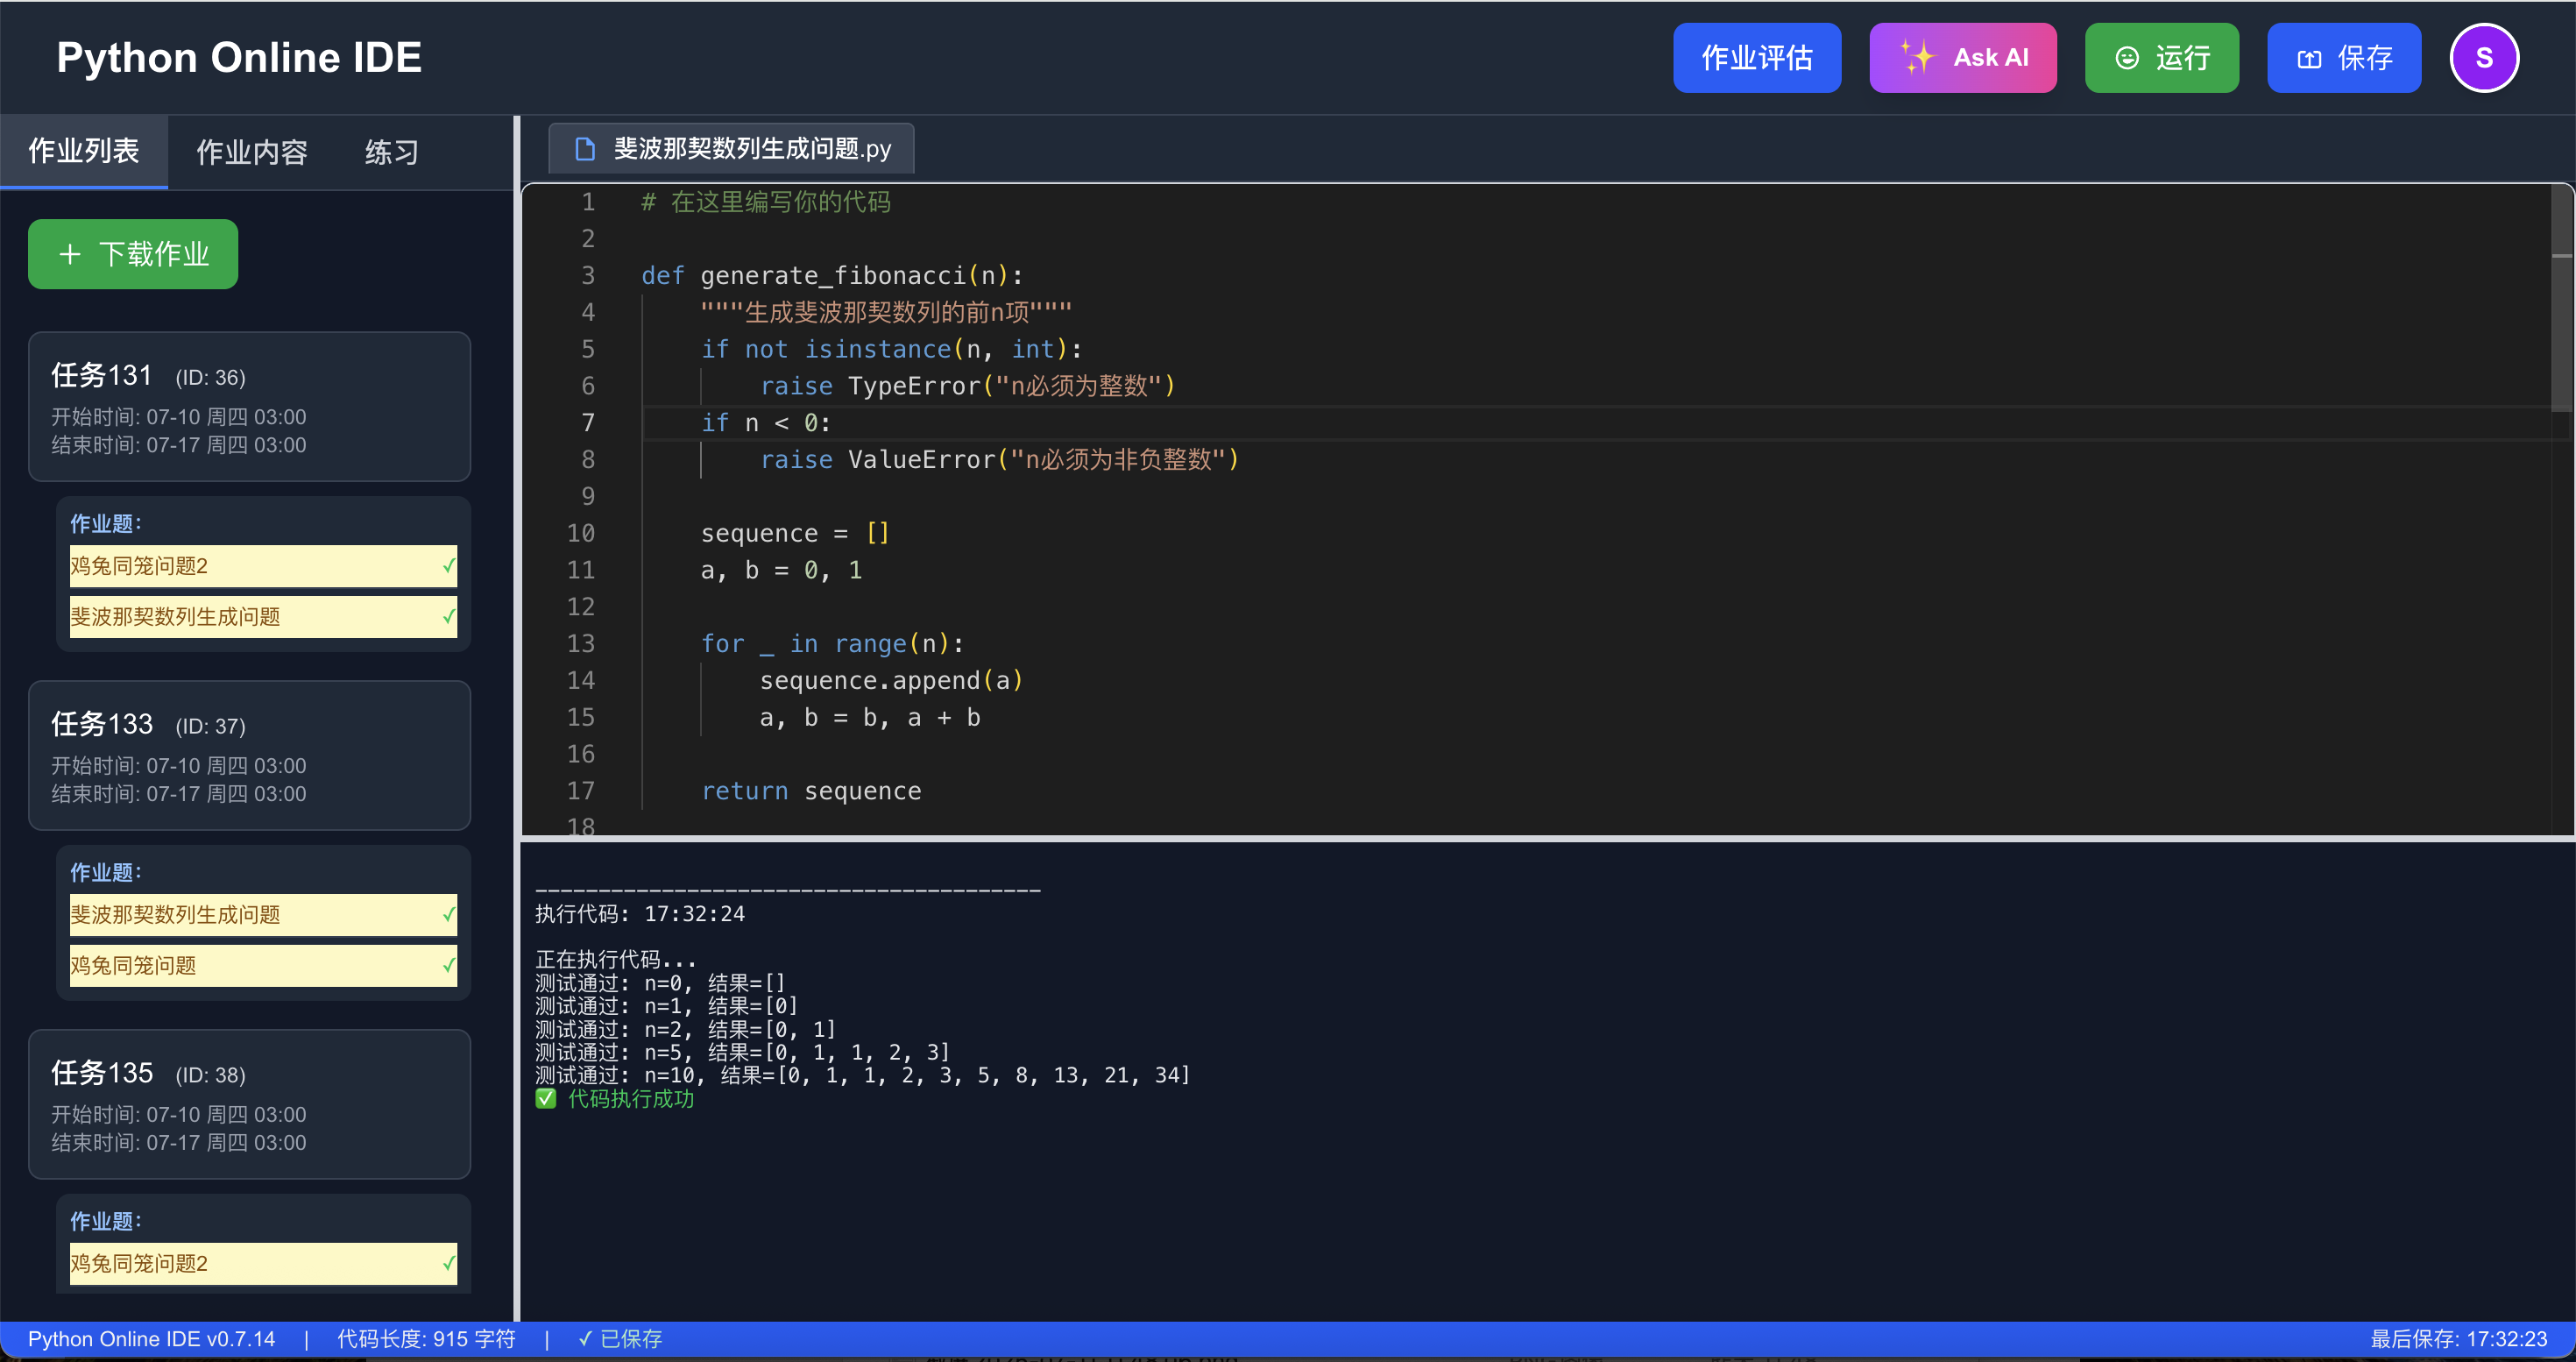 Python Online IDE
作业评估
✨ Ask AI
运行
保存
S
作业列表
作业内容
练习
+ 下载作业
任务131 (ID: 36)
开始时间: 07-10 周四 03:00
结束时间: 07-17 周四 03:00
作业题:
鸡兔同笼问题2 ✓
斐波那契数列生成问题 ✓
任务133 (ID: 37)
开始时间: 07-10 周四 03:00
结束时间: 07-17 周四 03:00
作业题:
斐波那契数列生成问题 ✓
鸡兔同笼问题 ✓
任务135 (ID: 38)
开始时间: 07-10 周四 03:00
结束时间: 07-17 周四 03:00
作业题:
鸡兔同笼问题2 ✓
斐波那契数列生成问题.py
1 # 在这里编写你的代码
2
3 def generate_fibonacci(n):
4     """生成斐波那契数列的前n项"""
5     if not isinstance(n, int):
6         raise TypeError("n必须为整数")
7     if n < 0:
8         raise ValueError("n必须为非负整数")
9
10     sequence = []
11     a, b = 0, 1
12
13     for _ in range(n):
14         sequence.append(a)
15         a, b = b, a + b
16
17     return sequence
18
----------------------------------------
执行代码: 17:32:24
正在执行代码...
测试通过: n=0, 结果=[]
测试通过: n=1, 结果=[0]
测试通过: n=2, 结果=[0, 1]
测试通过: n=5, 结果=[0, 1, 1, 2, 3]
测试通过: n=10, 结果=[0, 1, 1, 2, 3, 5, 8, 13, 21, 34]
✅ 代码执行成功
Python Online IDE v0.7.14 | 代码长度: 915 字符 | ✓ 已保存
最后保存: 17:32:23